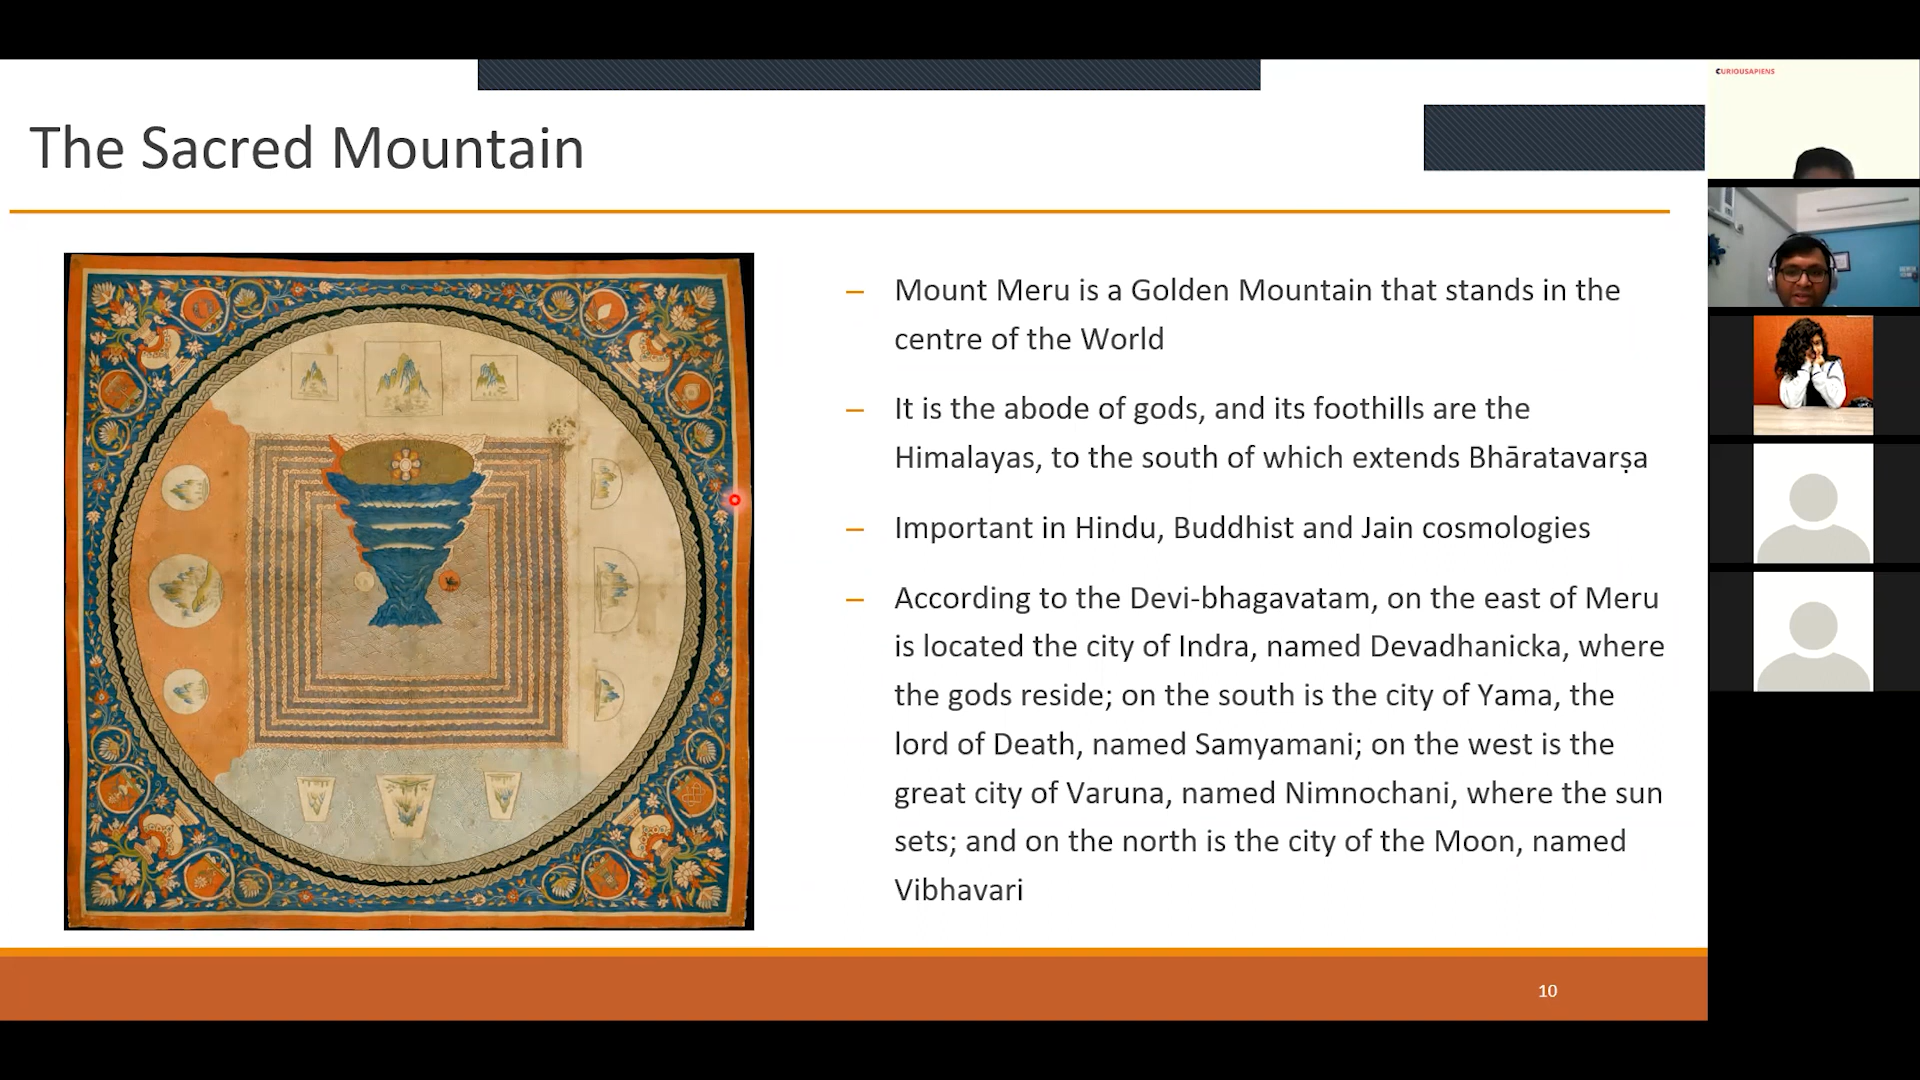 The Sacred Mountain
CURIOUSAPIENS
– Mount Meru is a Golden Mountain that stands in the
centre of the World
– It is the abode of gods, and its foothills are the
Himalayas, to the south of which extends Bhāratavarṣa
– Important in Hindu, Buddhist and Jain cosmologies
– According to the Devi-bhagavatam, on the east of Meru
is located the city of Indra, named Devadhanicka, where
the gods reside; on the south is the city of Yama, the
lord of Death, named Samyamani; on the west is the
great city of Varuna, named Nimnochani, where the sun
sets; and on the north is the city of the Moon, named
Vibhavari
10